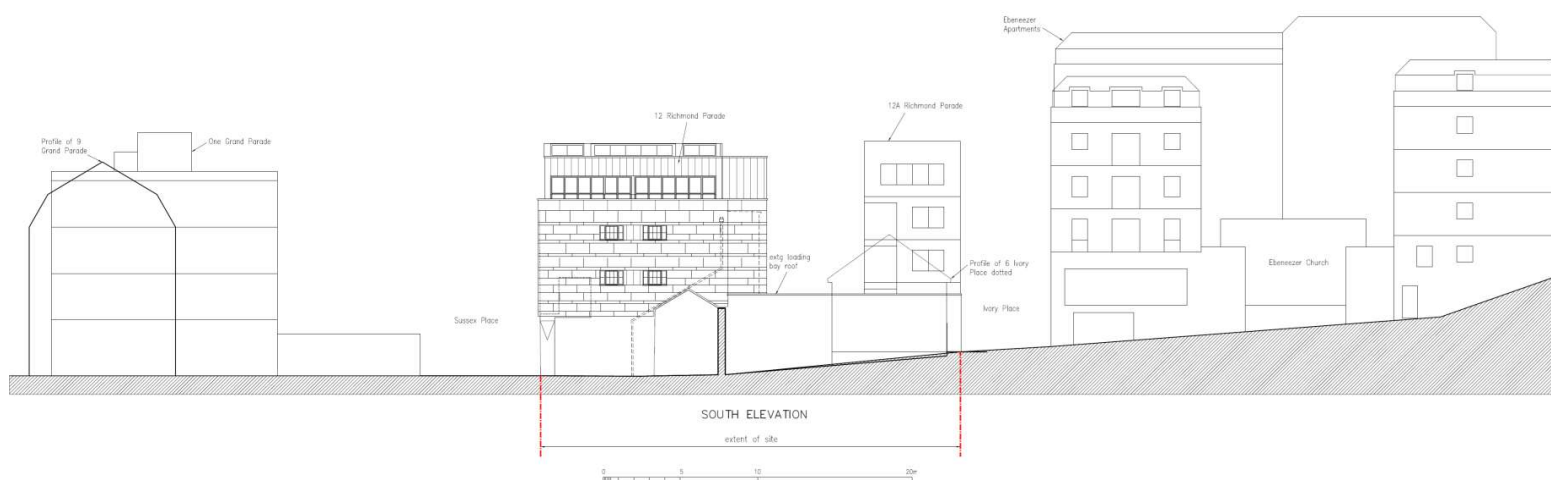 Ebeneezer
Apartments
12A Richmond Parade
12 Richmond Parade
Profile of 9
Grand Parade
One Grand Parade
extg loading
bay roof
Profile of 6 Ivory
Place dotted
Ebeneezer Church
Sussex Place
Ivory Place
SOUTH ELEVATION
extent of site
0 5 10 20m